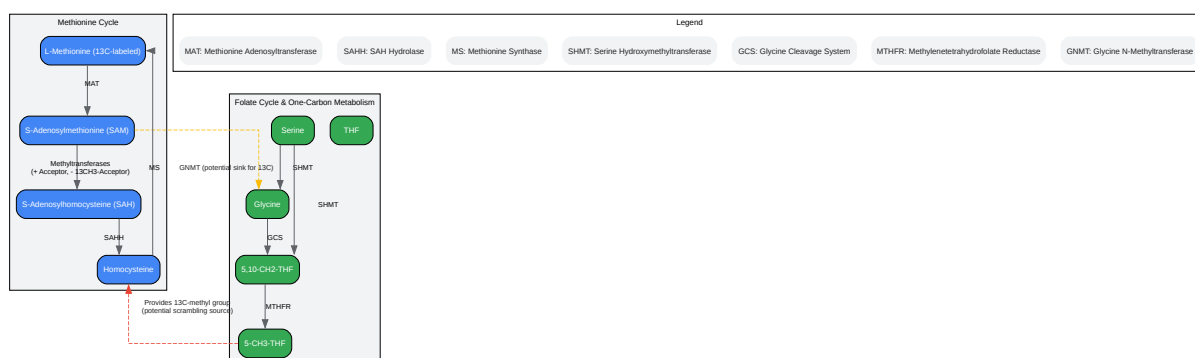 Methionine Cycle
L-Methionine (13C-labeled)
MAT
S-Adenosylmethionine (SAM)
Methyltransferases
(+ Acceptor, - 13CH3-Acceptor)
MS
S-Adenosylhomocysteine (SAH)
SAHH
Homocysteine
Legend
MAT: Methionine Adenosyltransferase
SAHH: SAH Hydrolase
MS: Methionine Synthase
SHMT: Serine Hydroxymethyltransferase
GCS: Glycine Cleavage System
MTHFR: Methylenetetrahydrofolate Reductase
GNMT: Glycine N-Methyltransferase
Folate Cycle & One-Carbon Metabolism
Serine
THF
GNMT (potential sink for 13C)
SHMT
Glycine
SHMT
GCS
5,10-CH2-THF
Provides 13C-methyl group
(potential scrambling source)
MTHFR
5-CH3-THF